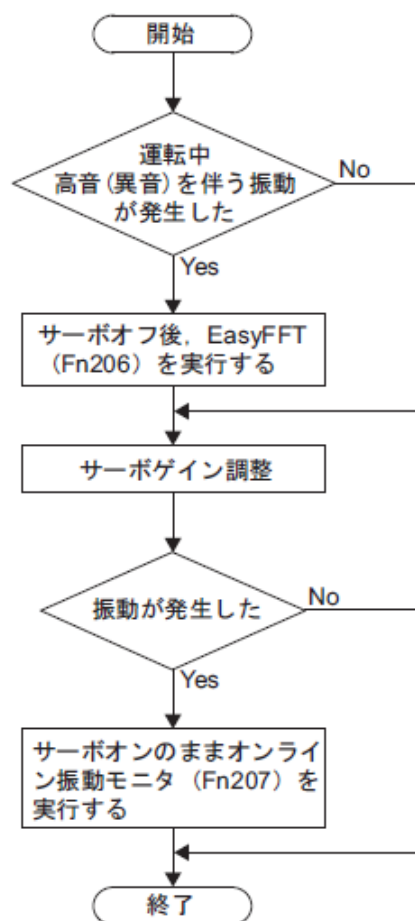 開始
運転中
高音(異音)を伴う振動
が発生した
No
Yes
サーボオフ後，EasyFFT
（Fn206）を実行する
サーボゲイン調整
振動が発生した
No
Yes
サーボオンのままオンライ
ン振動モニタ（Fn207）を
実行する
終了